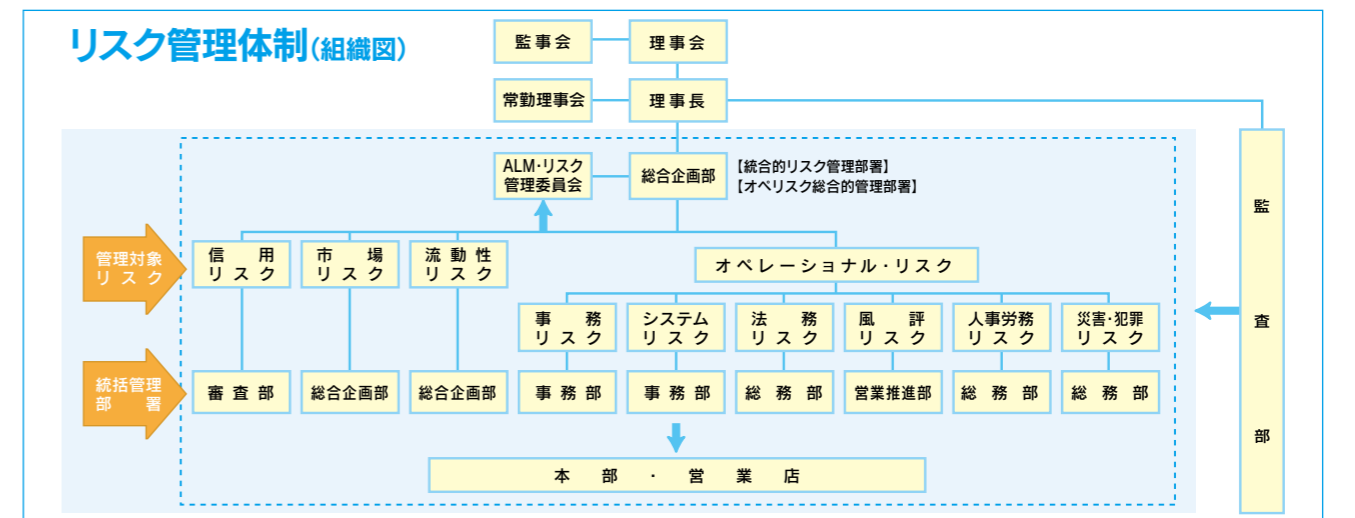 リスク管理体制(組織図)
監事会
理事会
常勤理事会
理事長
ALM・リスク
管理委員会
総合企画部
【統合的リスク管理部署】
【オペリスク総合的管理部署】
管理対象
リスク
信用
リスク
市場
リスク
流動性
リスク
オペレーショナル・リスク
事務
リスク
システム
リスク
法務
リスク
風評
リスク
人事労務
リスク
災害・犯罪
リスク
統括管理
部署
審査部
総合企画部
総合企画部
事務部
事務部
総務部
営業推進部
総務部
総務部
本部・営業店
監査部